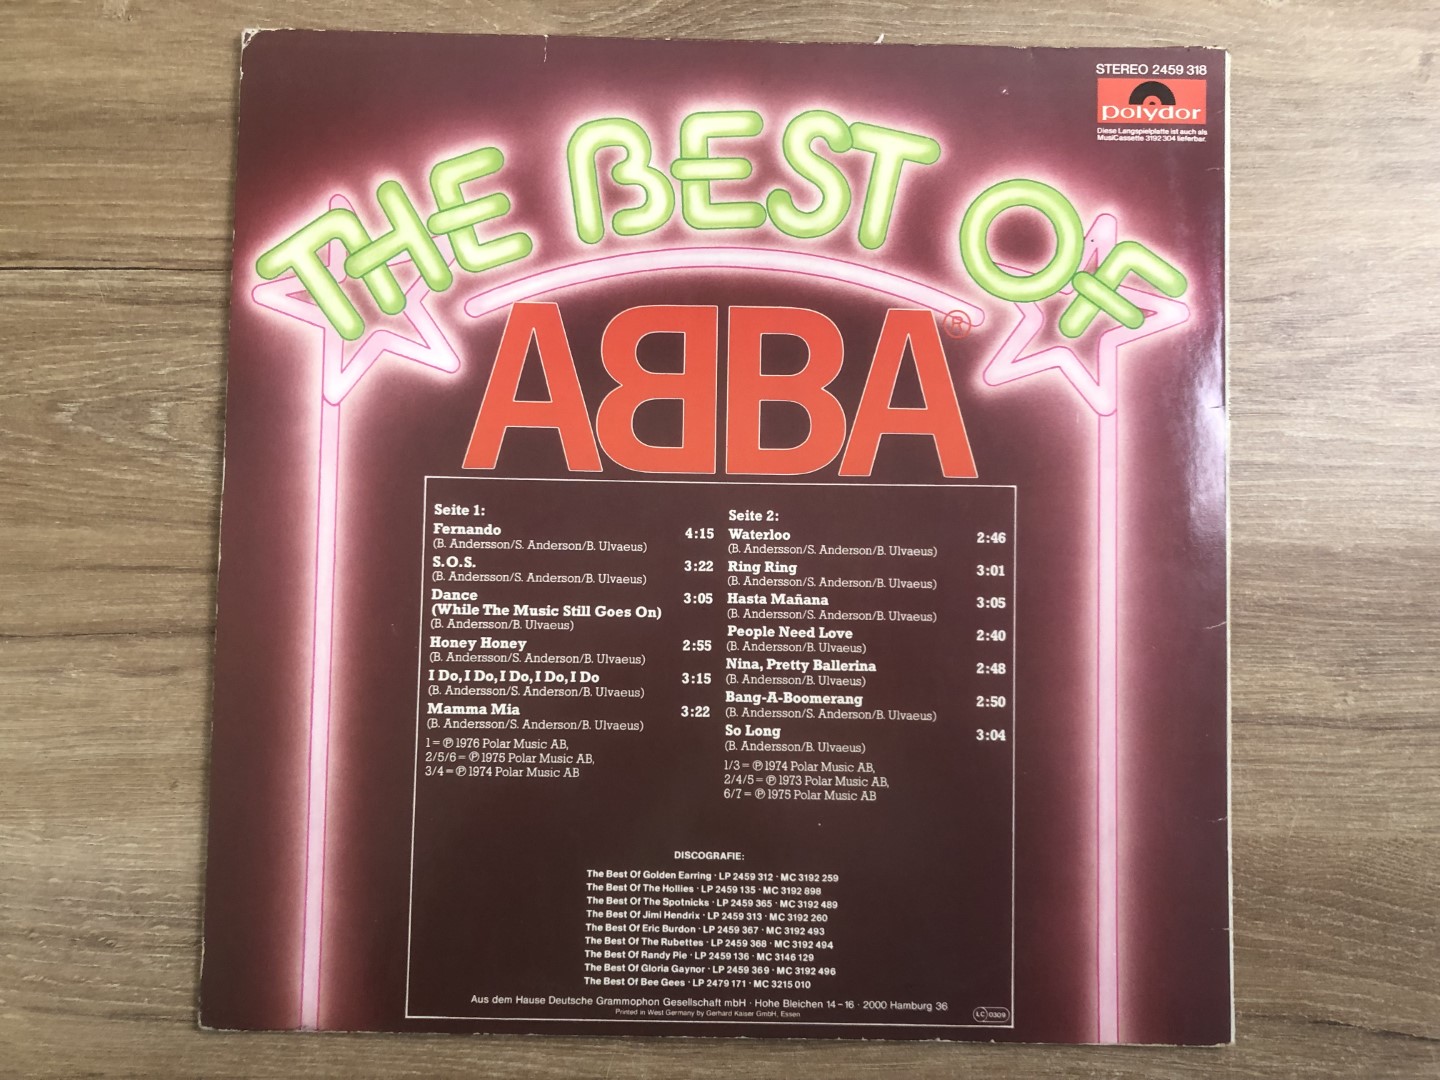 STEREO 2459 318
polydor
Diese Langspielplatte ist auch als
MusiCassette 3192 304 lieferbar.
THE BEST OF
ABBA®
Seite 1:
Fernando 4:15
(B. Andersson/S. Anderson/B. Ulvaeus)
S.O.S. 3:22
(B. Andersson/S. Anderson/B. Ulvaeus)
Dance 3:05
(While The Music Still Goes On)
(B. Andersson/B. Ulvaeus)
Honey Honey 2:55
(B. Andersson/S. Anderson/B. Ulvaeus)
I Do, I Do, I Do, I Do, I Do 3:15
(B. Andersson/S. Anderson/B. Ulvaeus)
Mamma Mia 3:22
(B. Andersson/S. Anderson/B. Ulvaeus)
1 = ℗ 1976 Polar Music AB,
2/5/6 = ℗ 1975 Polar Music AB,
3/4 = ℗ 1974 Polar Music AB
Seite 2:
Waterloo 2:46
(B. Andersson/S. Anderson/B. Ulvaeus)
Ring Ring 3:01
(B. Andersson/S. Anderson/B. Ulvaeus)
Hasta Mañana 3:05
(B. Andersson/S. Anderson/B. Ulvaeus)
People Need Love 2:40
(B. Andersson/B. Ulvaeus)
Nina, Pretty Ballerina 2:48
(B. Andersson/B. Ulvaeus)
Bang-A-Boomerang 2:50
(B. Andersson/S. Anderson/B. Ulvaeus)
So Long 3:04
(B. Andersson/B. Ulvaeus)
1/3 = ℗ 1974 Polar Music AB,
2/4/5 = ℗ 1973 Polar Music AB,
6/7 = ℗ 1975 Polar Music AB
DISCOGRAFIE:
The Best Of Golden Earring · LP 2459 312 · MC 3192 259
The Best Of The Hollies · LP 2459 135 · MC 3192 898
The Best Of The Spotnicks · LP 2459 365 · MC 3192 489
The Best Of Jimi Hendrix · LP 2459 313 · MC 3192 260
The Best Of Eric Burdon · LP 2459 367 · MC 3192 493
The Best Of The Rubettes · LP 2459 368 · MC 3192 494
The Best Of Randy Pie · LP 2459 136 · MC 3146 129
The Best Of Gloria Gaynor · LP 2459 369 · MC 3192 496
The Best Of Bee Gees · LP 2479 171 · MC 3215 010
Aus dem Hause Deutsche Grammophon Gesellschaft mbH · Hohe Bleichen 14–16 · 2000 Hamburg 36
Printed in West Germany by Gerhard Kaiser GmbH, Essen
LC 0309